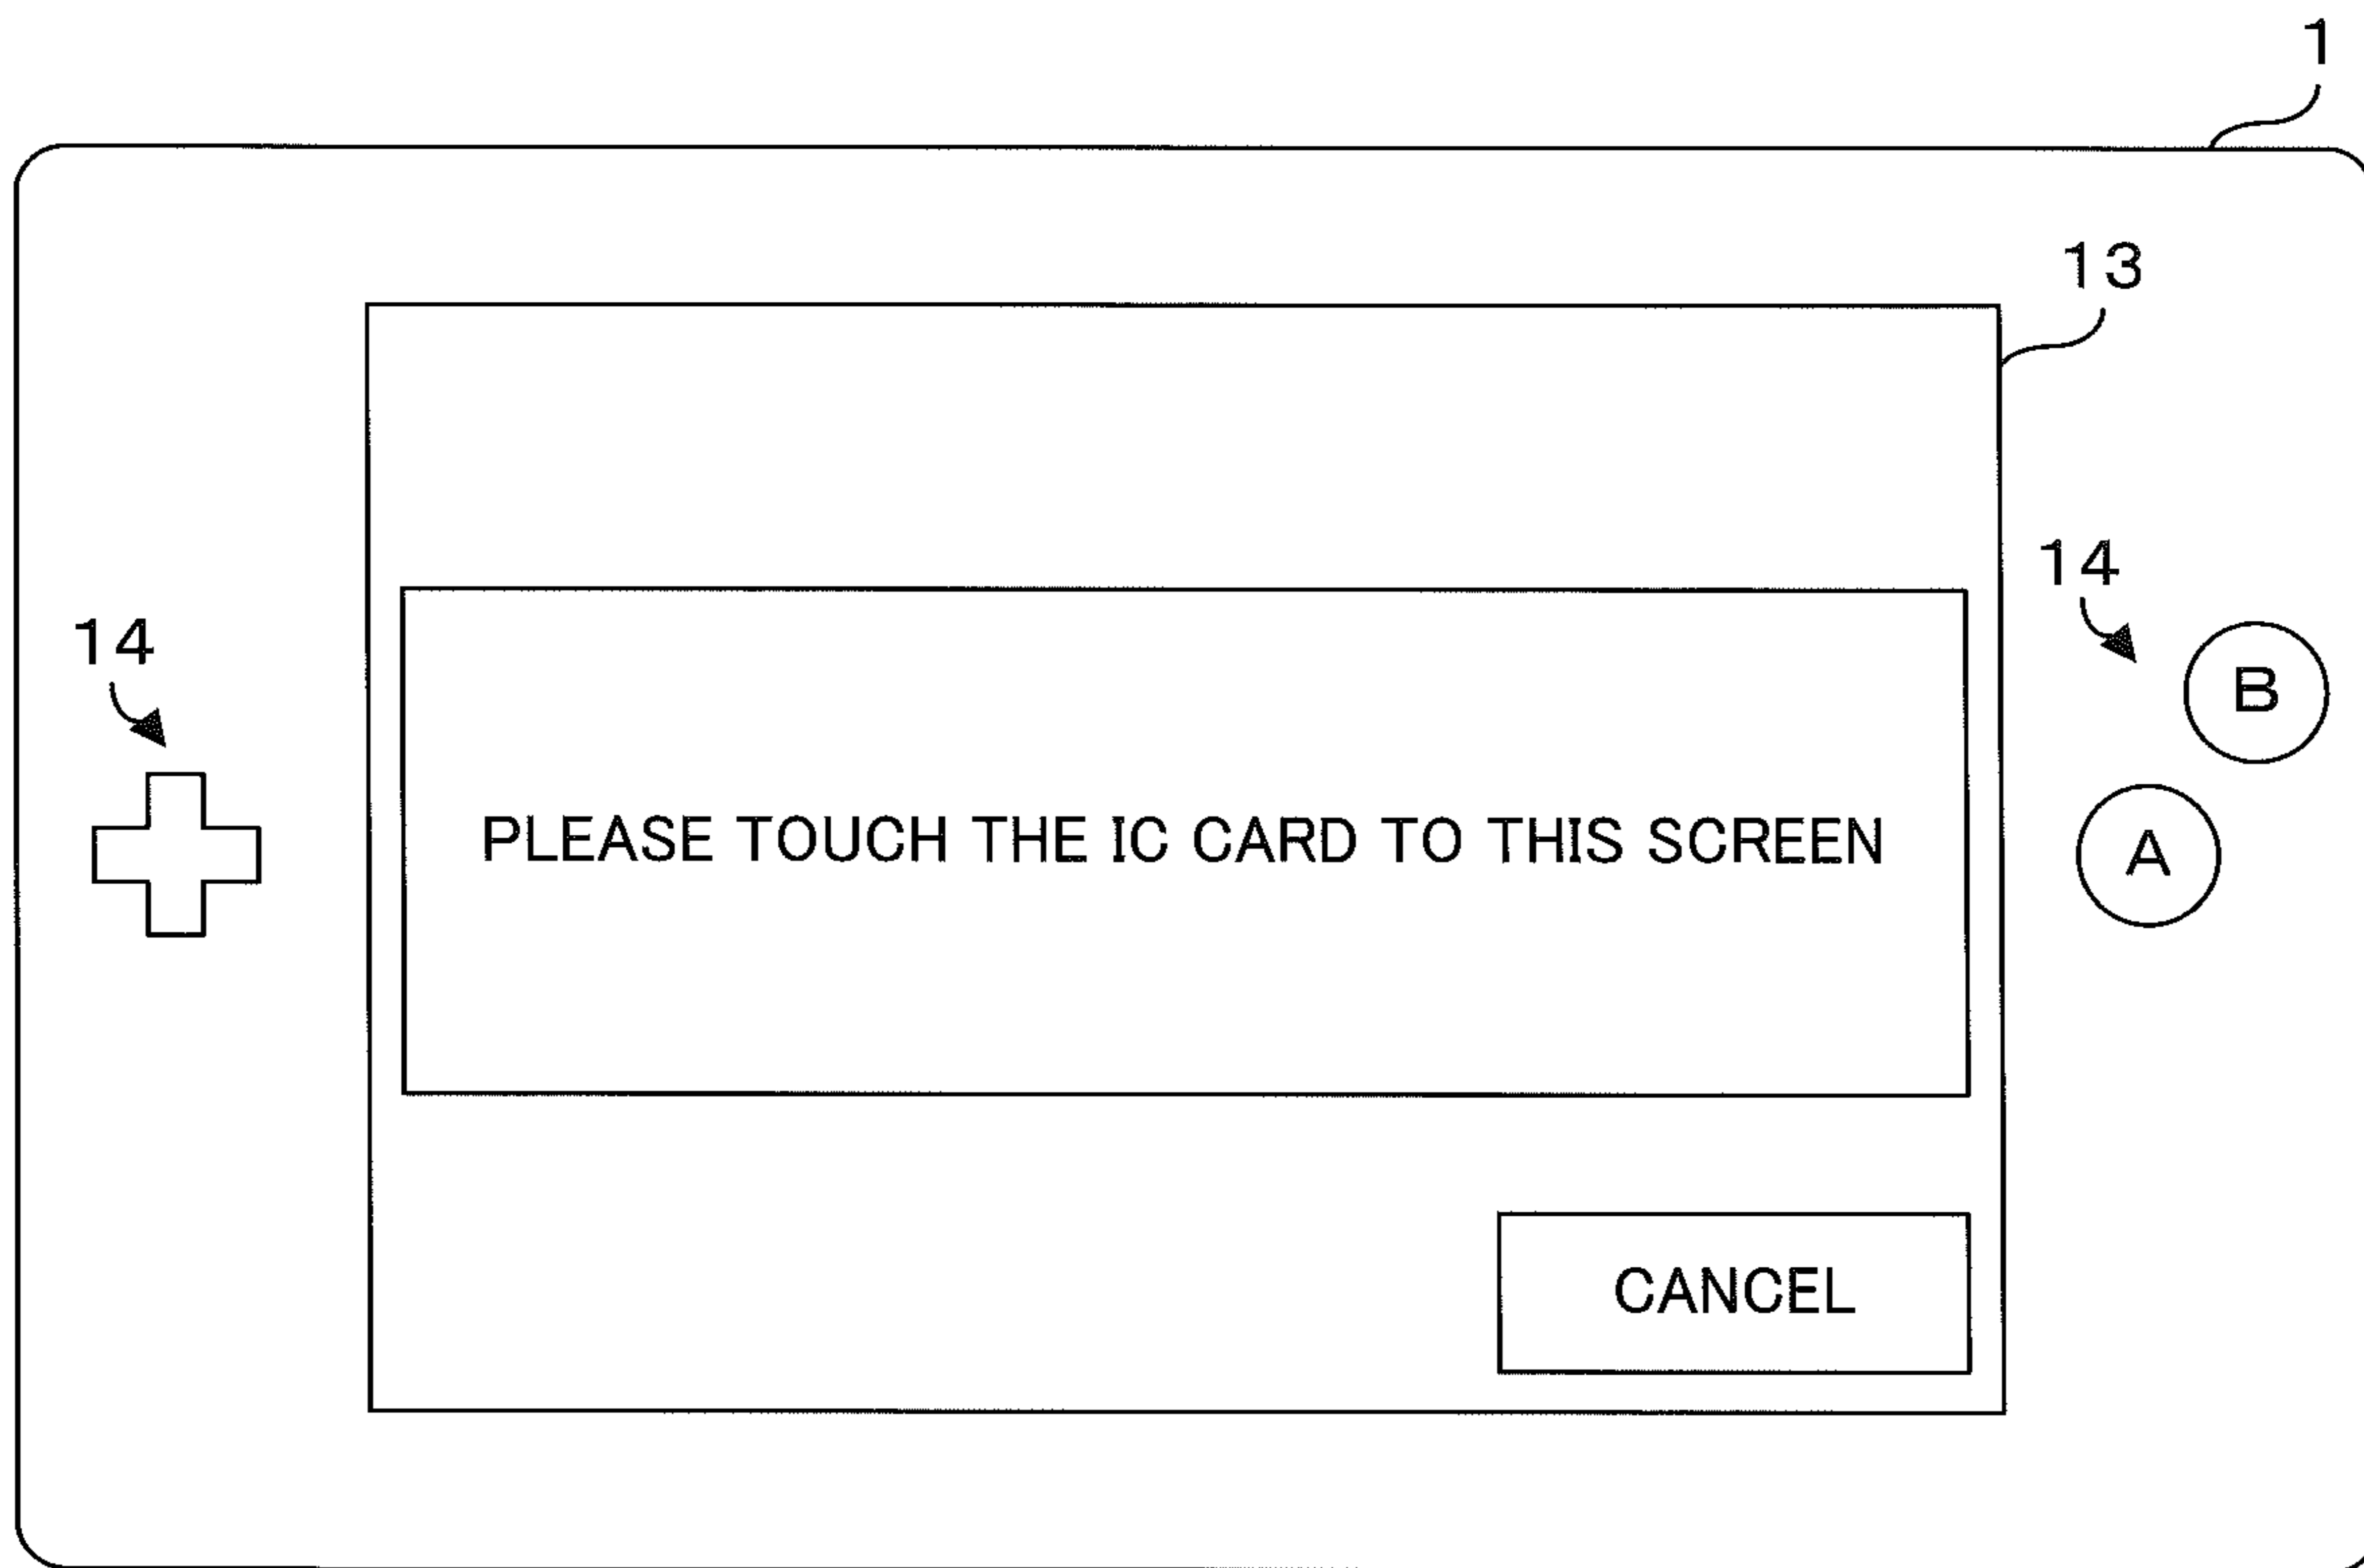 1
13
14
14
B
PLEASE TOUCH THE IC CARD TO THIS SCREEN
A
CANCEL